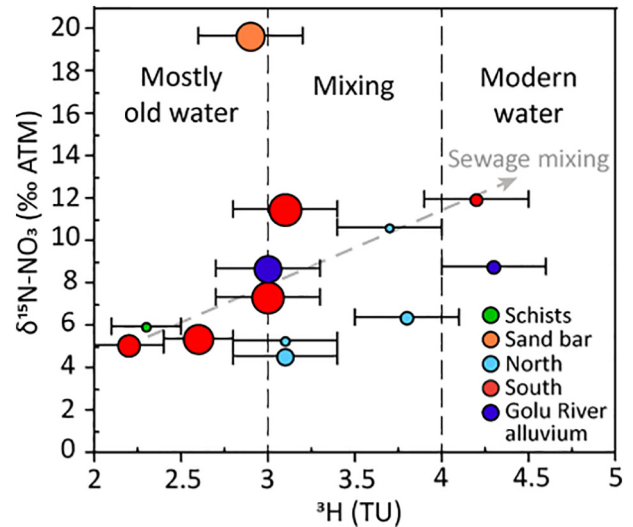 20
18
16
14
12
10
8
6
4
2
0
δ¹⁵N-NO₃ (‰ ATM)
Mostly
old water
Mixing
Modern
water
Sewage mixing
Schists
Sand bar
North
South
Golu River
alluvium
2 2.5 3 3.5 4 4.5 5
³H (TU)